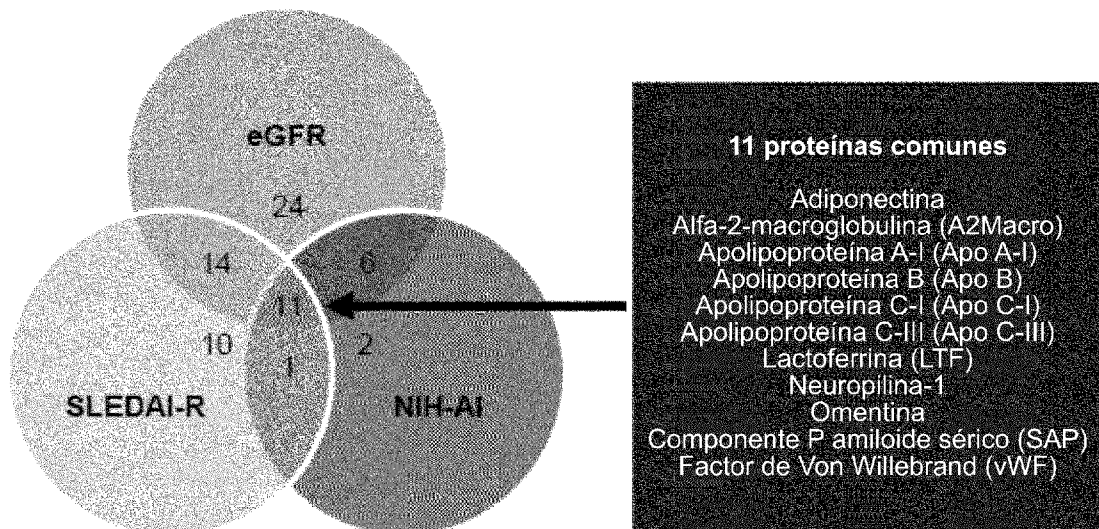 eGFR
24
14
6
11
10
1
2
SLEDAI-R
NIH-AI
11 proteínas comunes
Adiponectina
Alfa-2-macroglobulina (A2Macro)
Apolipoproteína A-I (Apo A-I)
Apolipoproteína B (Apo B)
Apolipoproteína C-I (Apo C-I)
Apolipoproteína C-III (Apo C-III)
Lactoferrina (LTF)
Neuropilina-1
Omentina
Componente P amiloide sérico (SAP)
Factor de Von Willebrand (vWF)